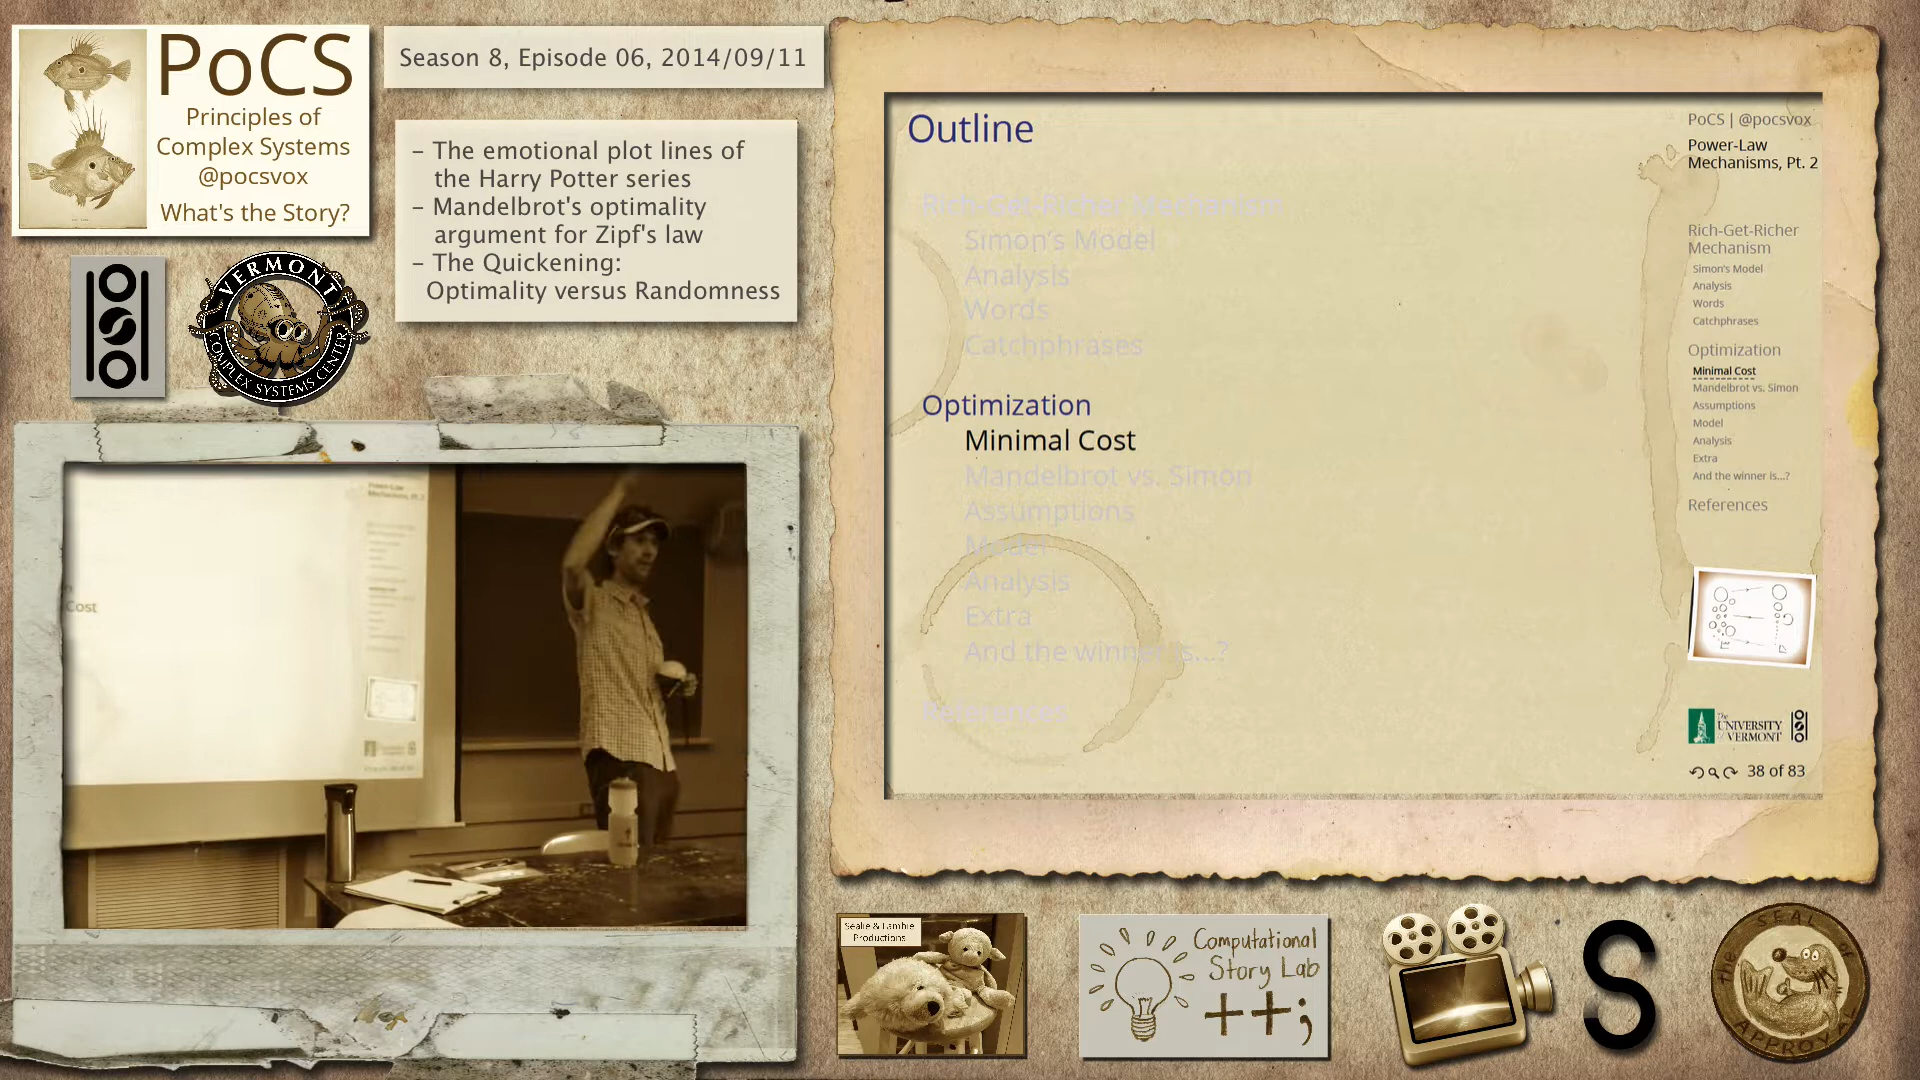 PoCS
Principles of
Complex Systems
@pocsvox
What's the Story?
Season 8, Episode 06, 2014/09/11
– The emotional plot lines of
the Harry Potter series
– Mandelbrot's optimality
argument for Zipf's law
– The Quickening:
Optimality versus Randomness
VERMONT
COMPLEX SYSTEMS CENTER
Cost
Outline
Rich-Get-Richer Mechanism
Simon's Model
Analysis
Words
Catchphrases
Optimization
Minimal Cost
Mandelbrot vs. Simon
Assumptions
Model
Analysis
Extra
And the winner is...?
References
PoCS | @pocsvox
Power-Law
Mechanisms, Pt. 2
Rich-Get-Richer
Mechanism
Simon's Model
Analysis
Words
Catchphrases
Optimization
Minimal Cost
Mandelbrot vs. Simon
Assumptions
Model
Analysis
Extra
And the winner is...?
References
The
UNIVERSITY
of VERMONT
38 of 83
Sealie & Lambie
Productions
Computational
Story Lab
++;
S
the SEAL OF
APPROVAL